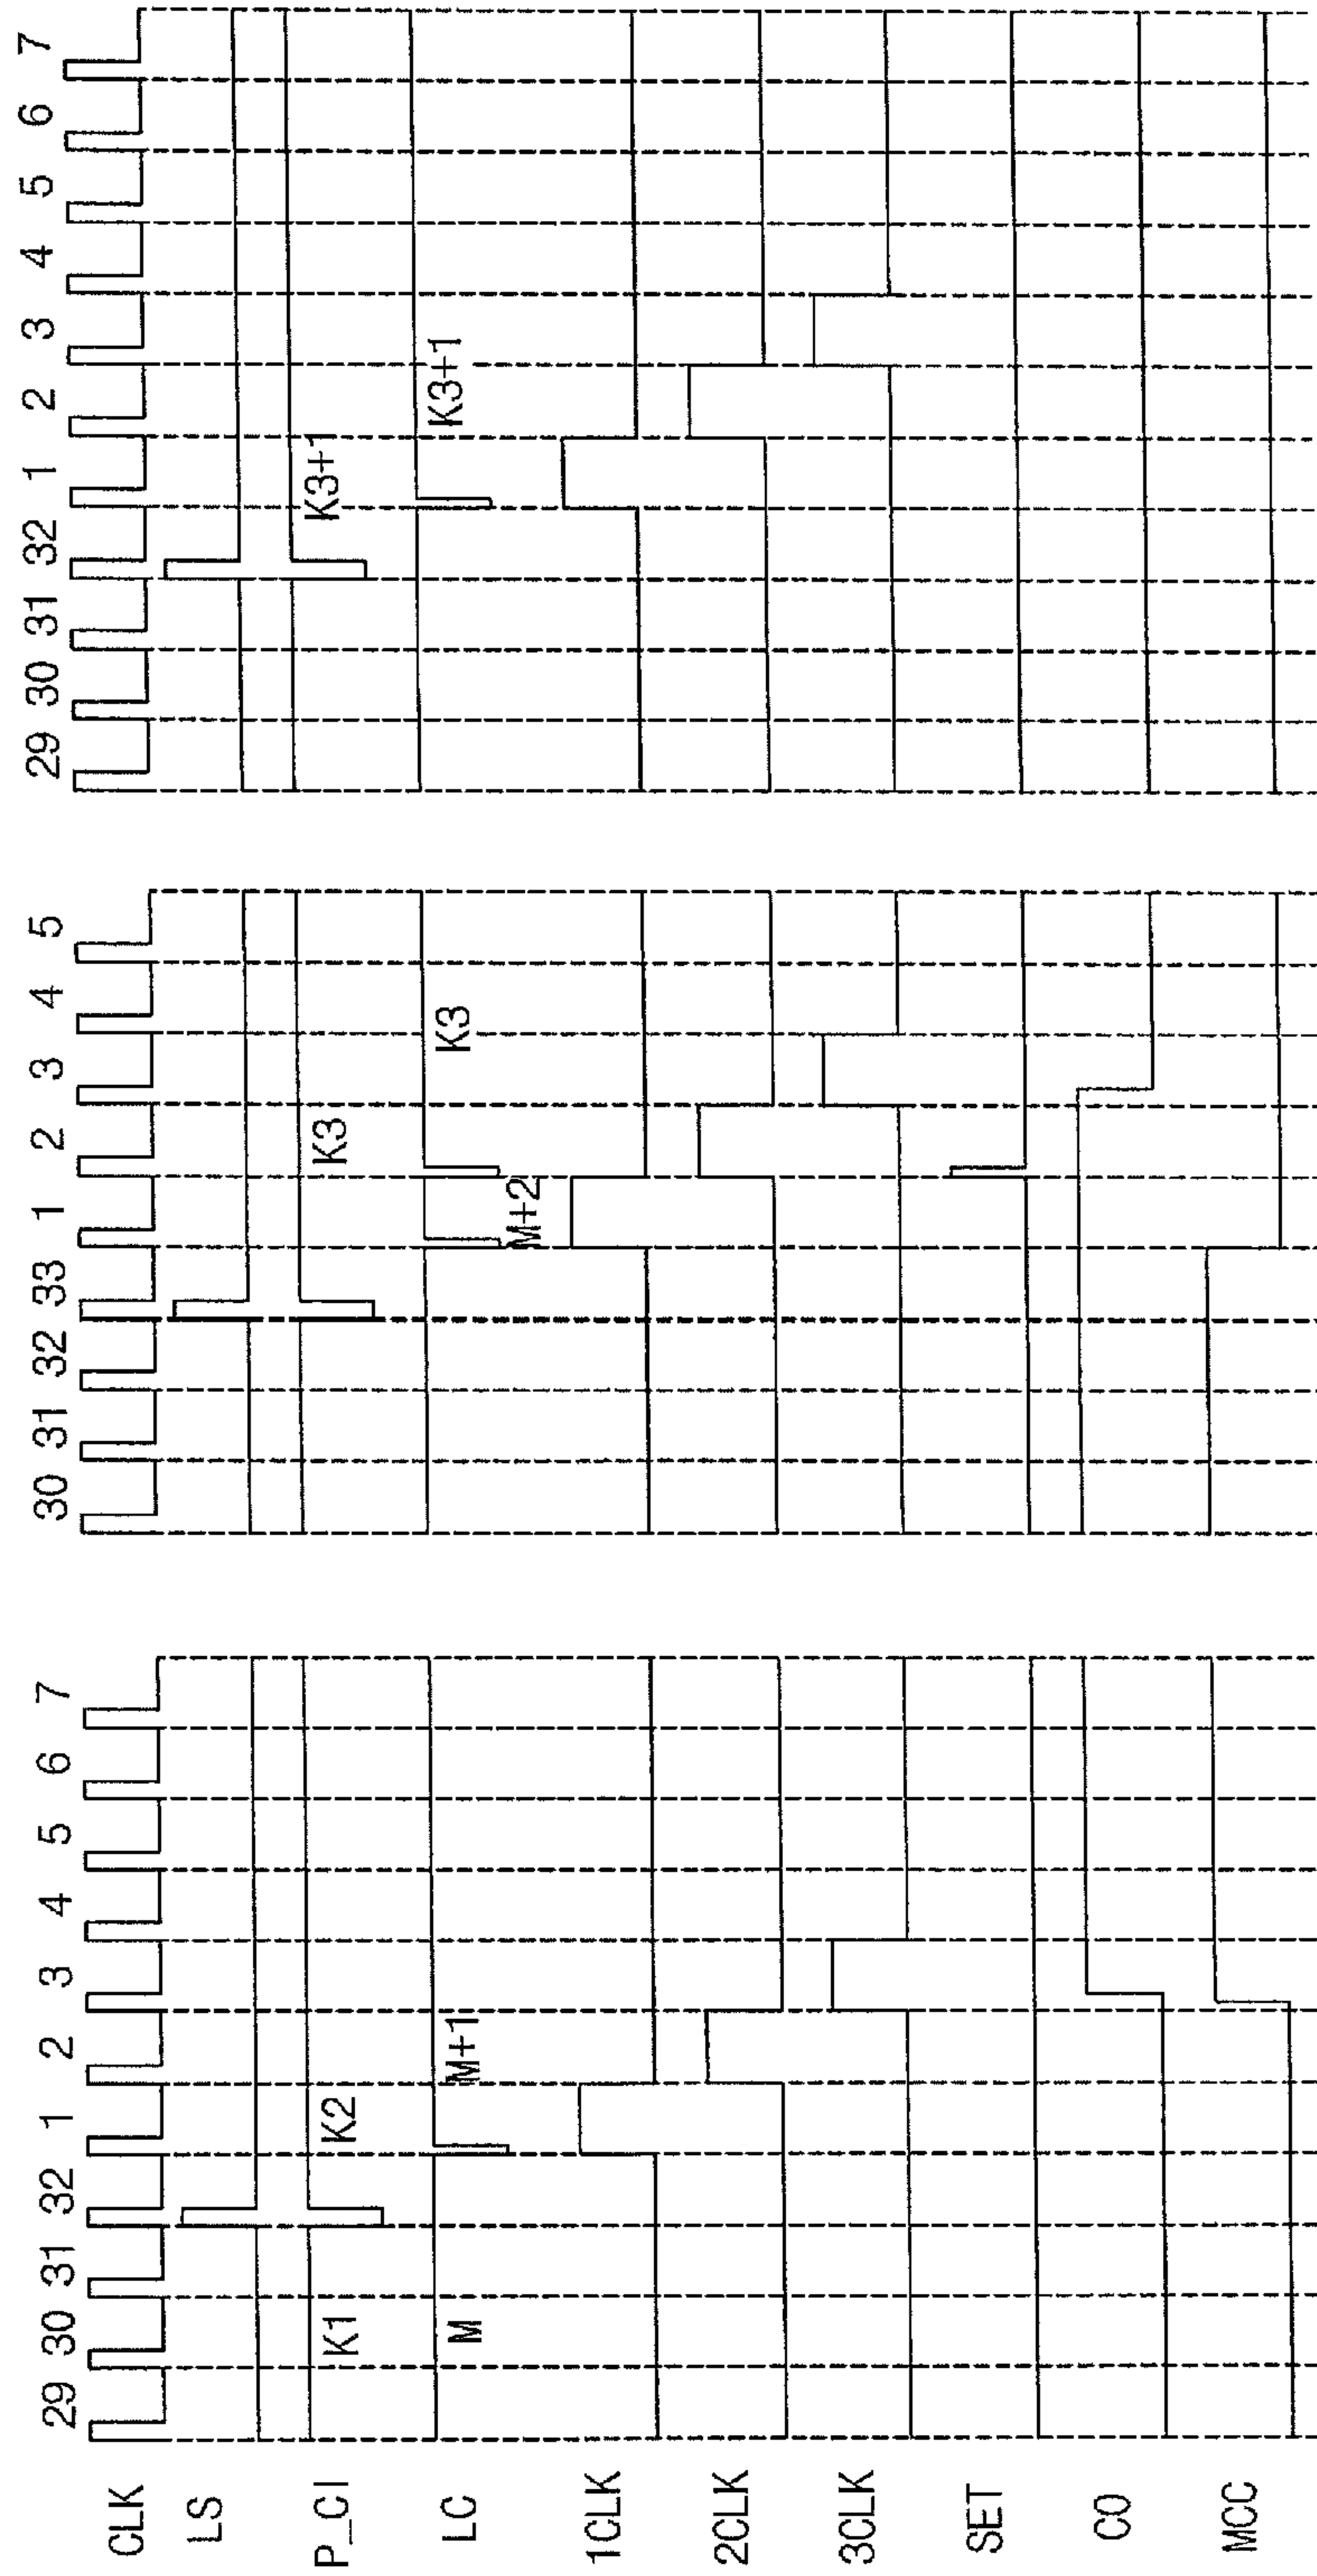 CLK 29 30 31 32 1 2 3 4 5 6 7 30 31 32 33 1 2 3 4 5 29 30 31 32 1 2 3 4 5 6 7
LS
P_CI K1 K2 K3 K3+1
LC M M+1 M+2 K3 K3+1
1CLK
2CLK
3CLK
SET
CO
MCC